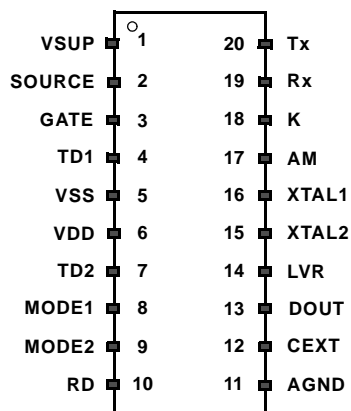 VSUP 1 20 Tx
SOURCE 2 19 Rx
GATE 3 18 K
TD1 4 17 AM
VSS 5 16 XTAL1
VDD 6 15 XTAL2
TD2 7 14 LVR
MODE1 8 13 DOUT
MODE2 9 12 CEXT
RD 10 11 AGND